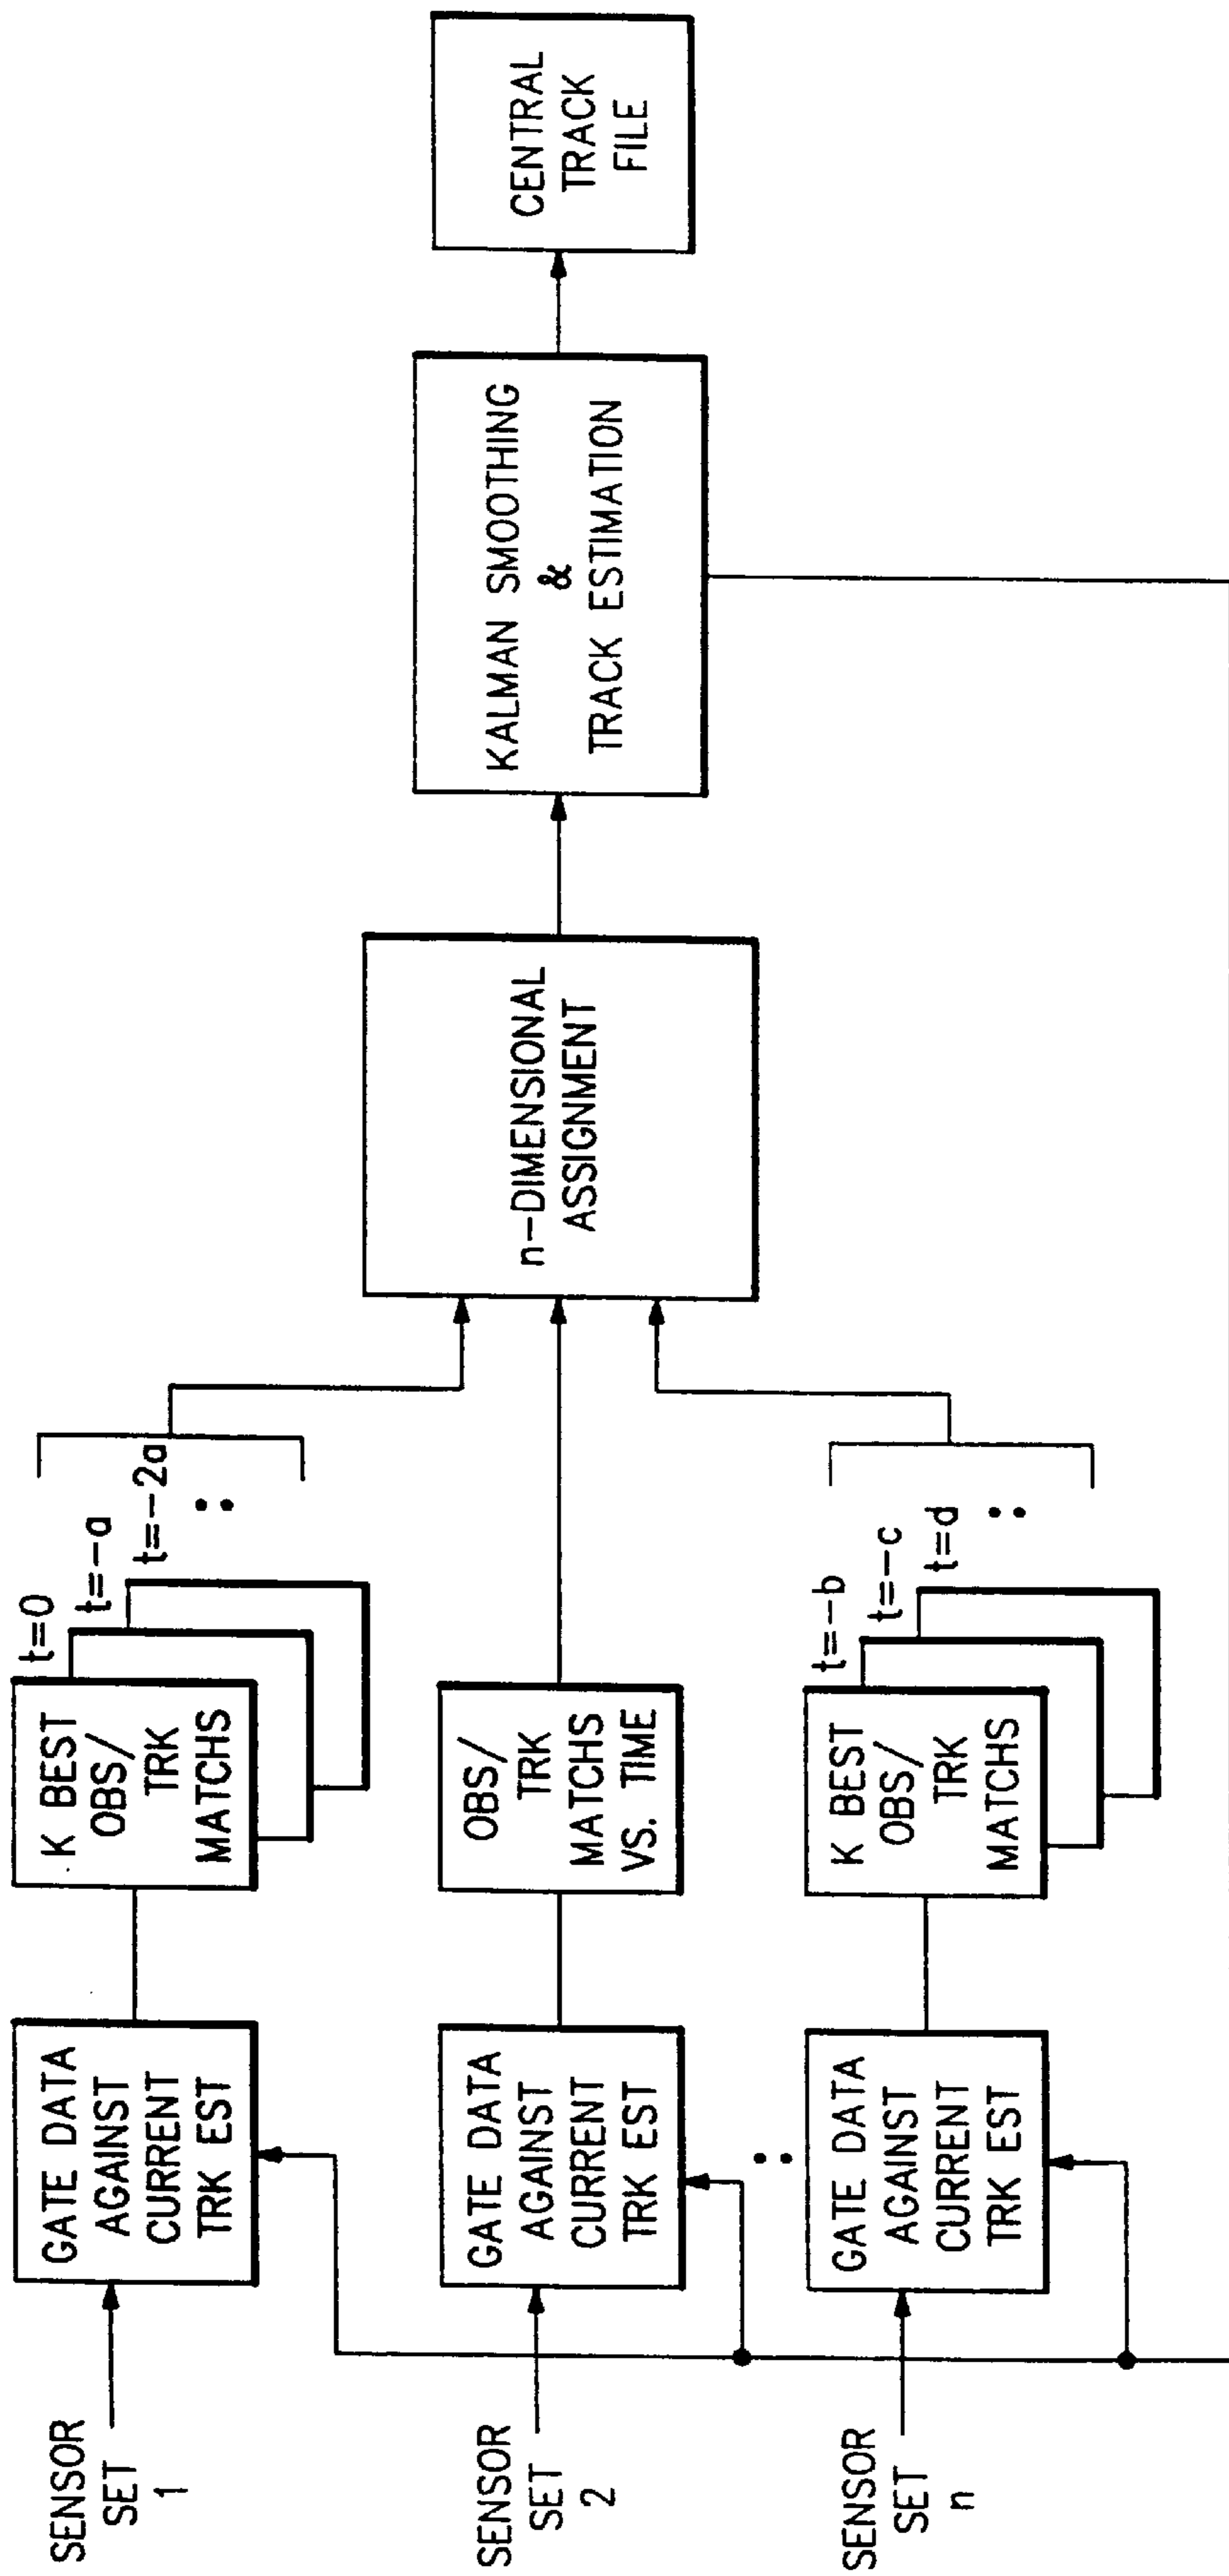 SENSOR
SET
1
GATE DATA
AGAINST
CURRENT
TRK EST
K BEST
OBS/
TRK
MATCHS
t=0
t=-a
t=-2a
SENSOR
SET
2
GATE DATA
AGAINST
CURRENT
TRK EST
OBS/
TRK
MATCHS
VS. TIME
SENSOR
SET
n
GATE DATA
AGAINST
CURRENT
TRK EST
K BEST
OBS/
TRK
MATCHS
t=-b
t=-c
t=d
n-DIMENSIONAL
ASSIGNMENT
KALMAN SMOOTHING
&
TRACK ESTIMATION
CENTRAL
TRACK
FILE